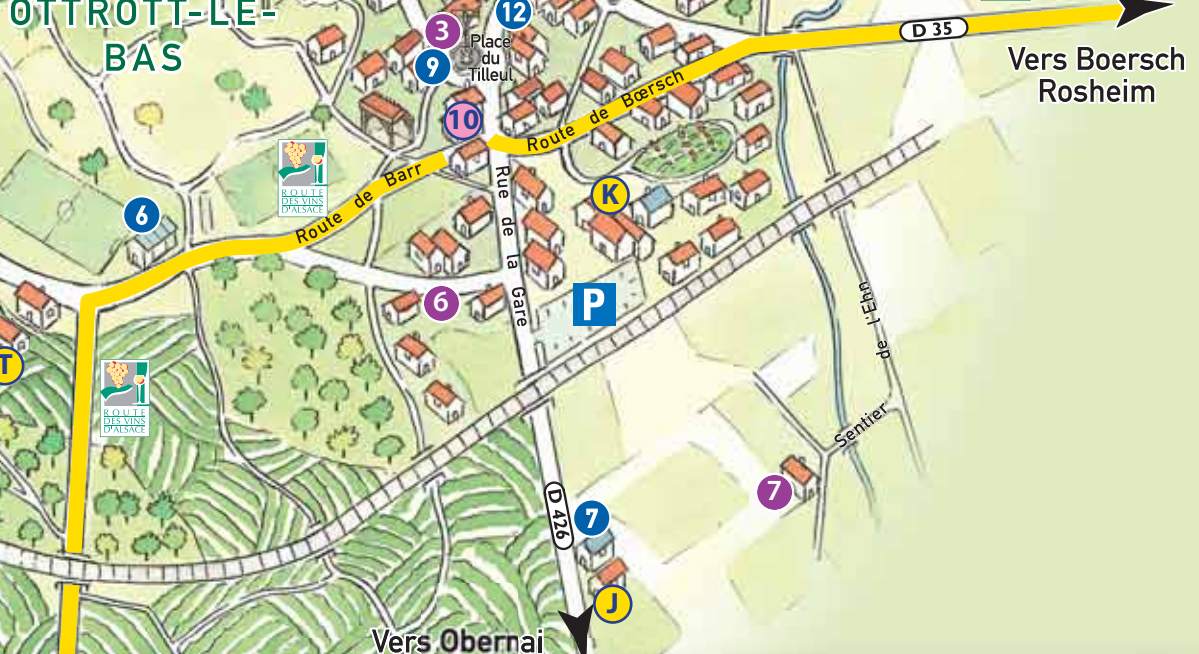 OTTROTT-LE-
BAS
12
3
Place
du
Tilleul
9
10
D 35
Vers Boersch
Rosheim
Route de Bœrsch
ROUTE
DES VINS
D'ALSACE
Route de Barr
6
K
Rue de la Gare
6
P
T
ROUTE
DES VINS
D'ALSACE
Sentier de l'Ehn
7
D 426
7
J
Vers Obernai